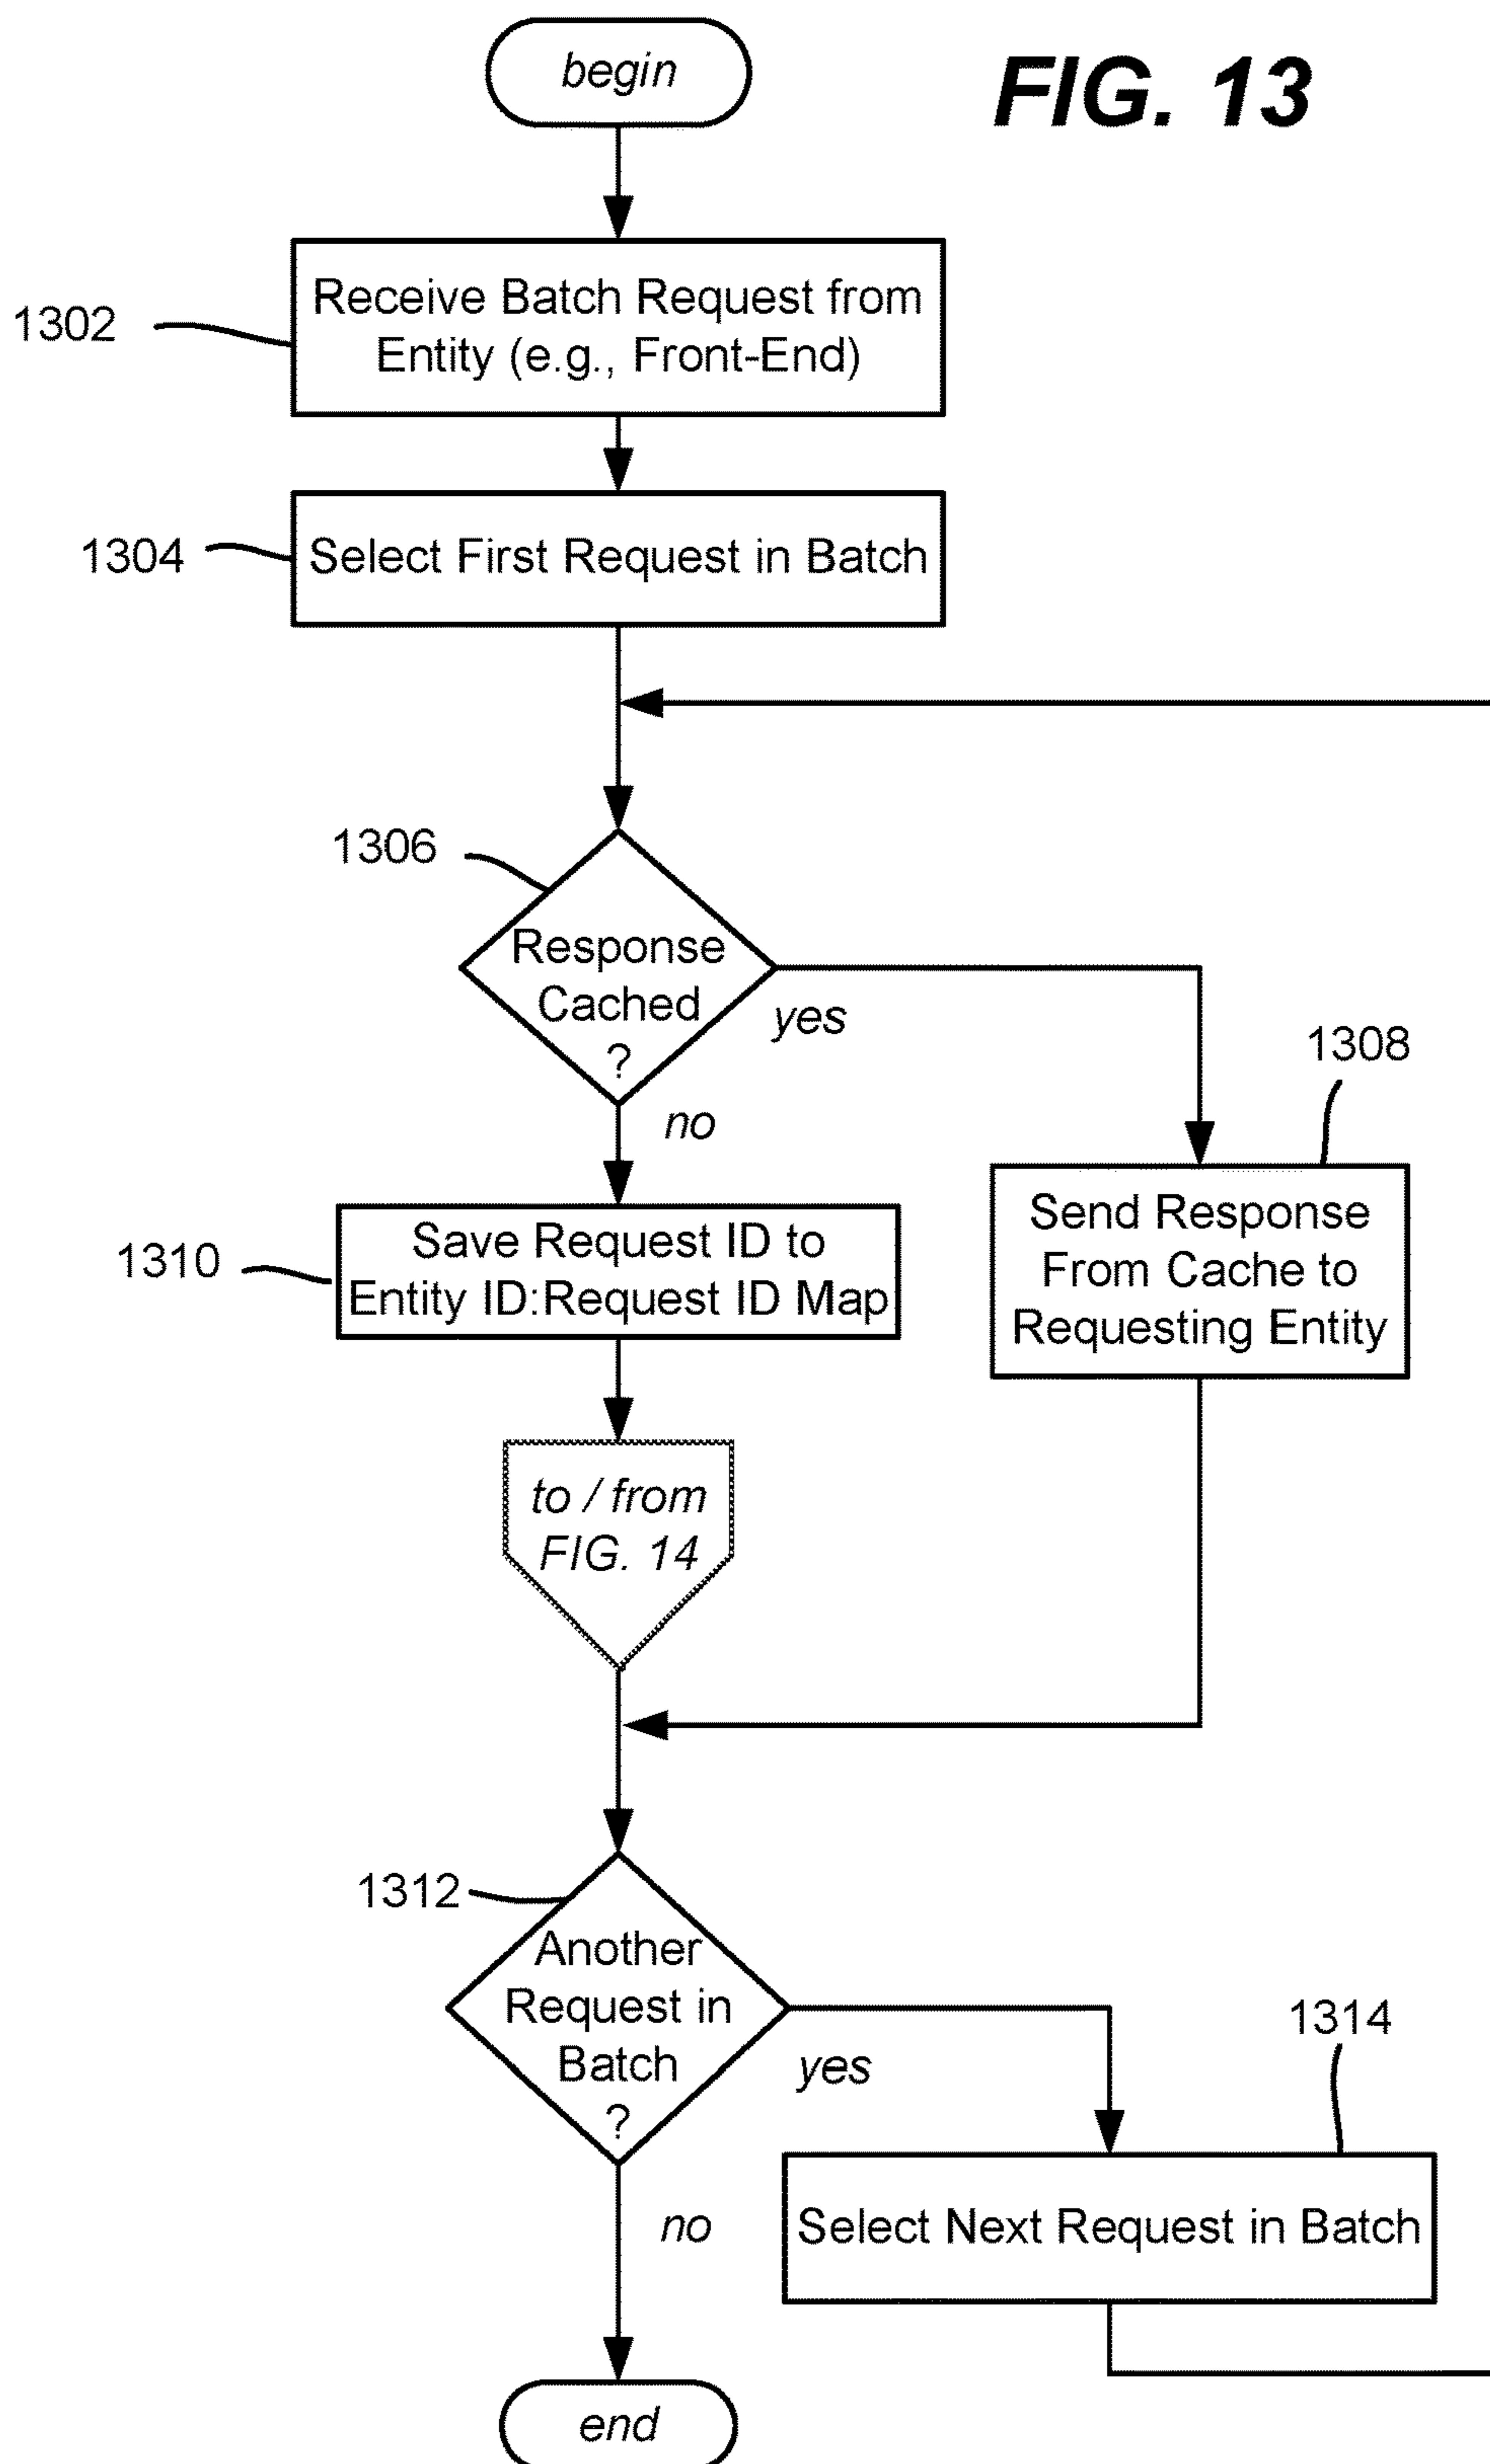 begin
FIG. 13
1302
Receive Batch Request from
Entity (e.g., Front-End)
1304
Select First Request in Batch
1306
Response
Cached
?
yes
no
1308
Send Response
From Cache to
Requesting Entity
1310
Save Request ID to
Entity ID:Request ID Map
to / from
FIG. 14
1312
Another
Request in
Batch
?
yes
no
1314
Select Next Request in Batch
end